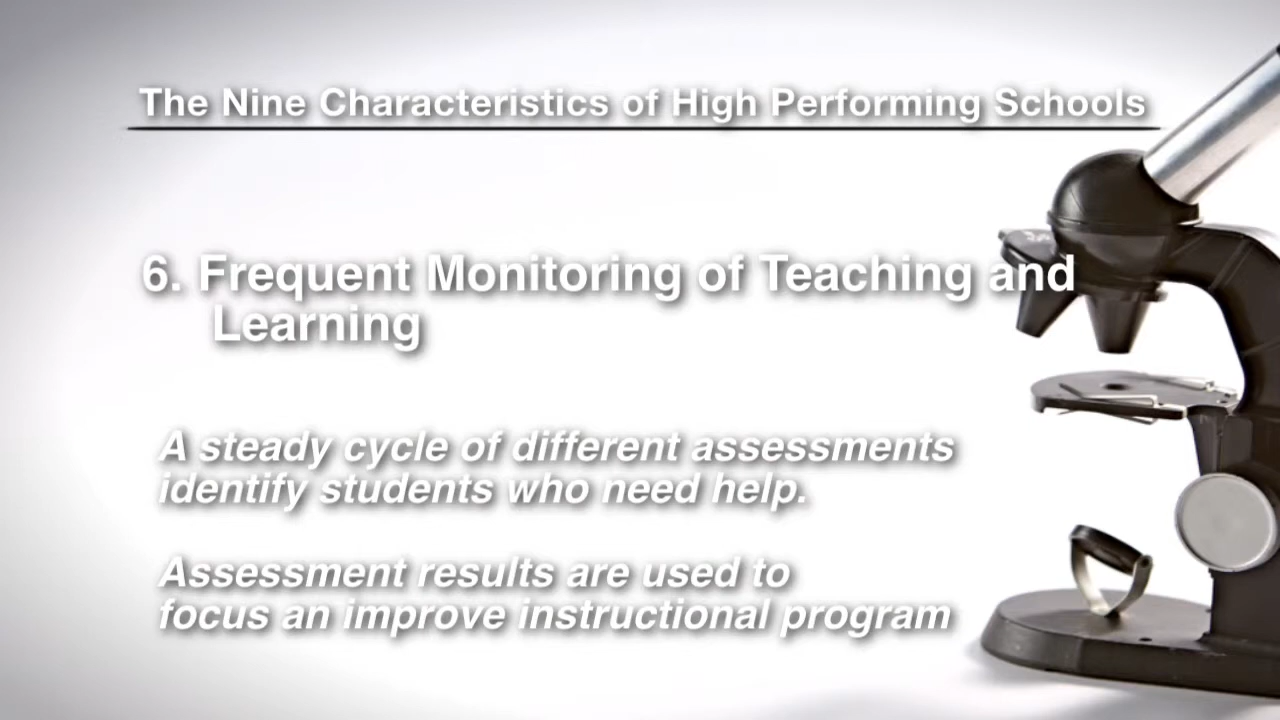 The Nine Characteristics of High Performing Schools
6. Frequent Monitoring of Teaching and
Learning
A steady cycle of different assessments
identify students who need help.
Assessment results are used to
focus an improve instructional program